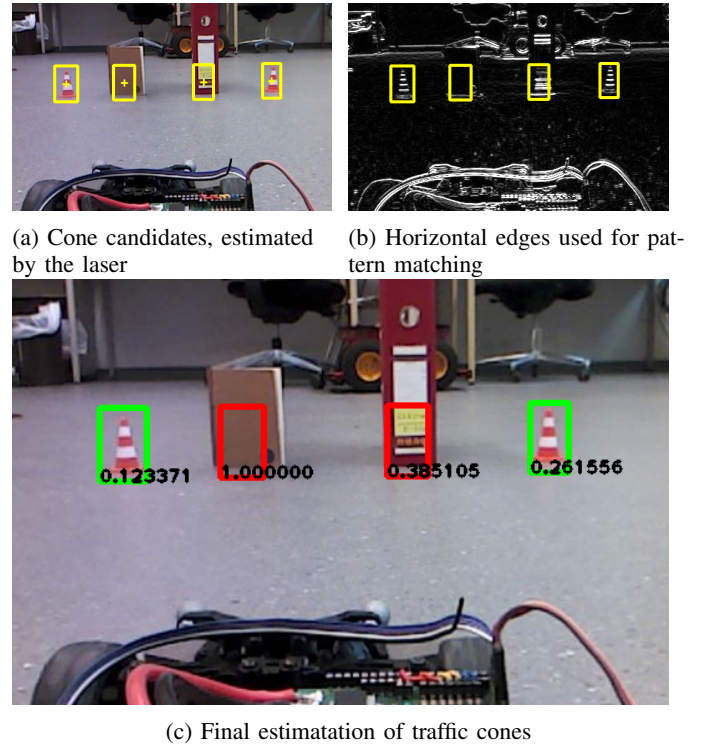 (a) Cone candidates, estimated
by the laser
(b) Horizontal edges used for pat-
tern matching
0.123371
1.000000
0.385105
0.261556
(c) Final estimatation of traffic cones